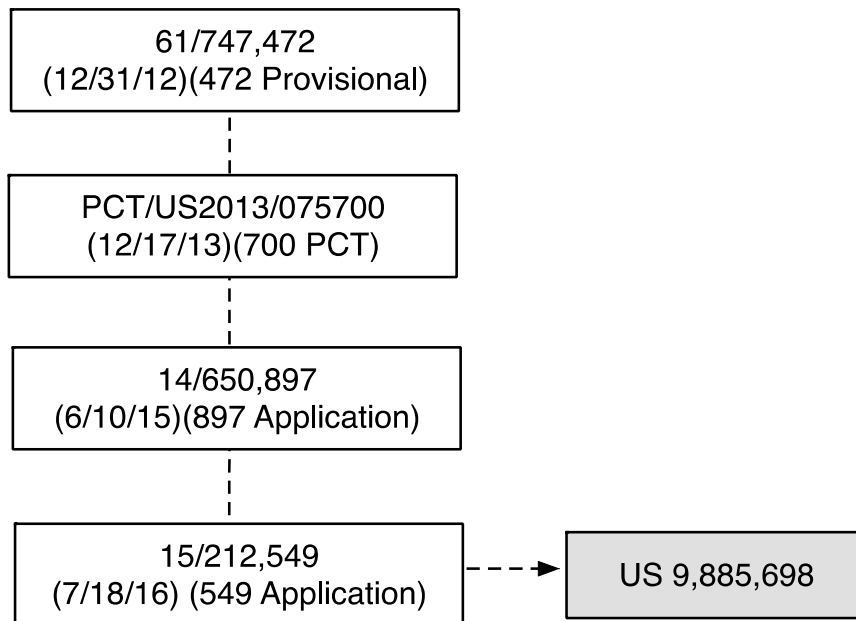 61/747,472
(12/31/12)(472 Provisional)
PCT/US2013/075700
(12/17/13)(700 PCT)
14/650,897
(6/10/15)(897 Application)
15/212,549
(7/18/16) (549 Application)
US 9,885,698